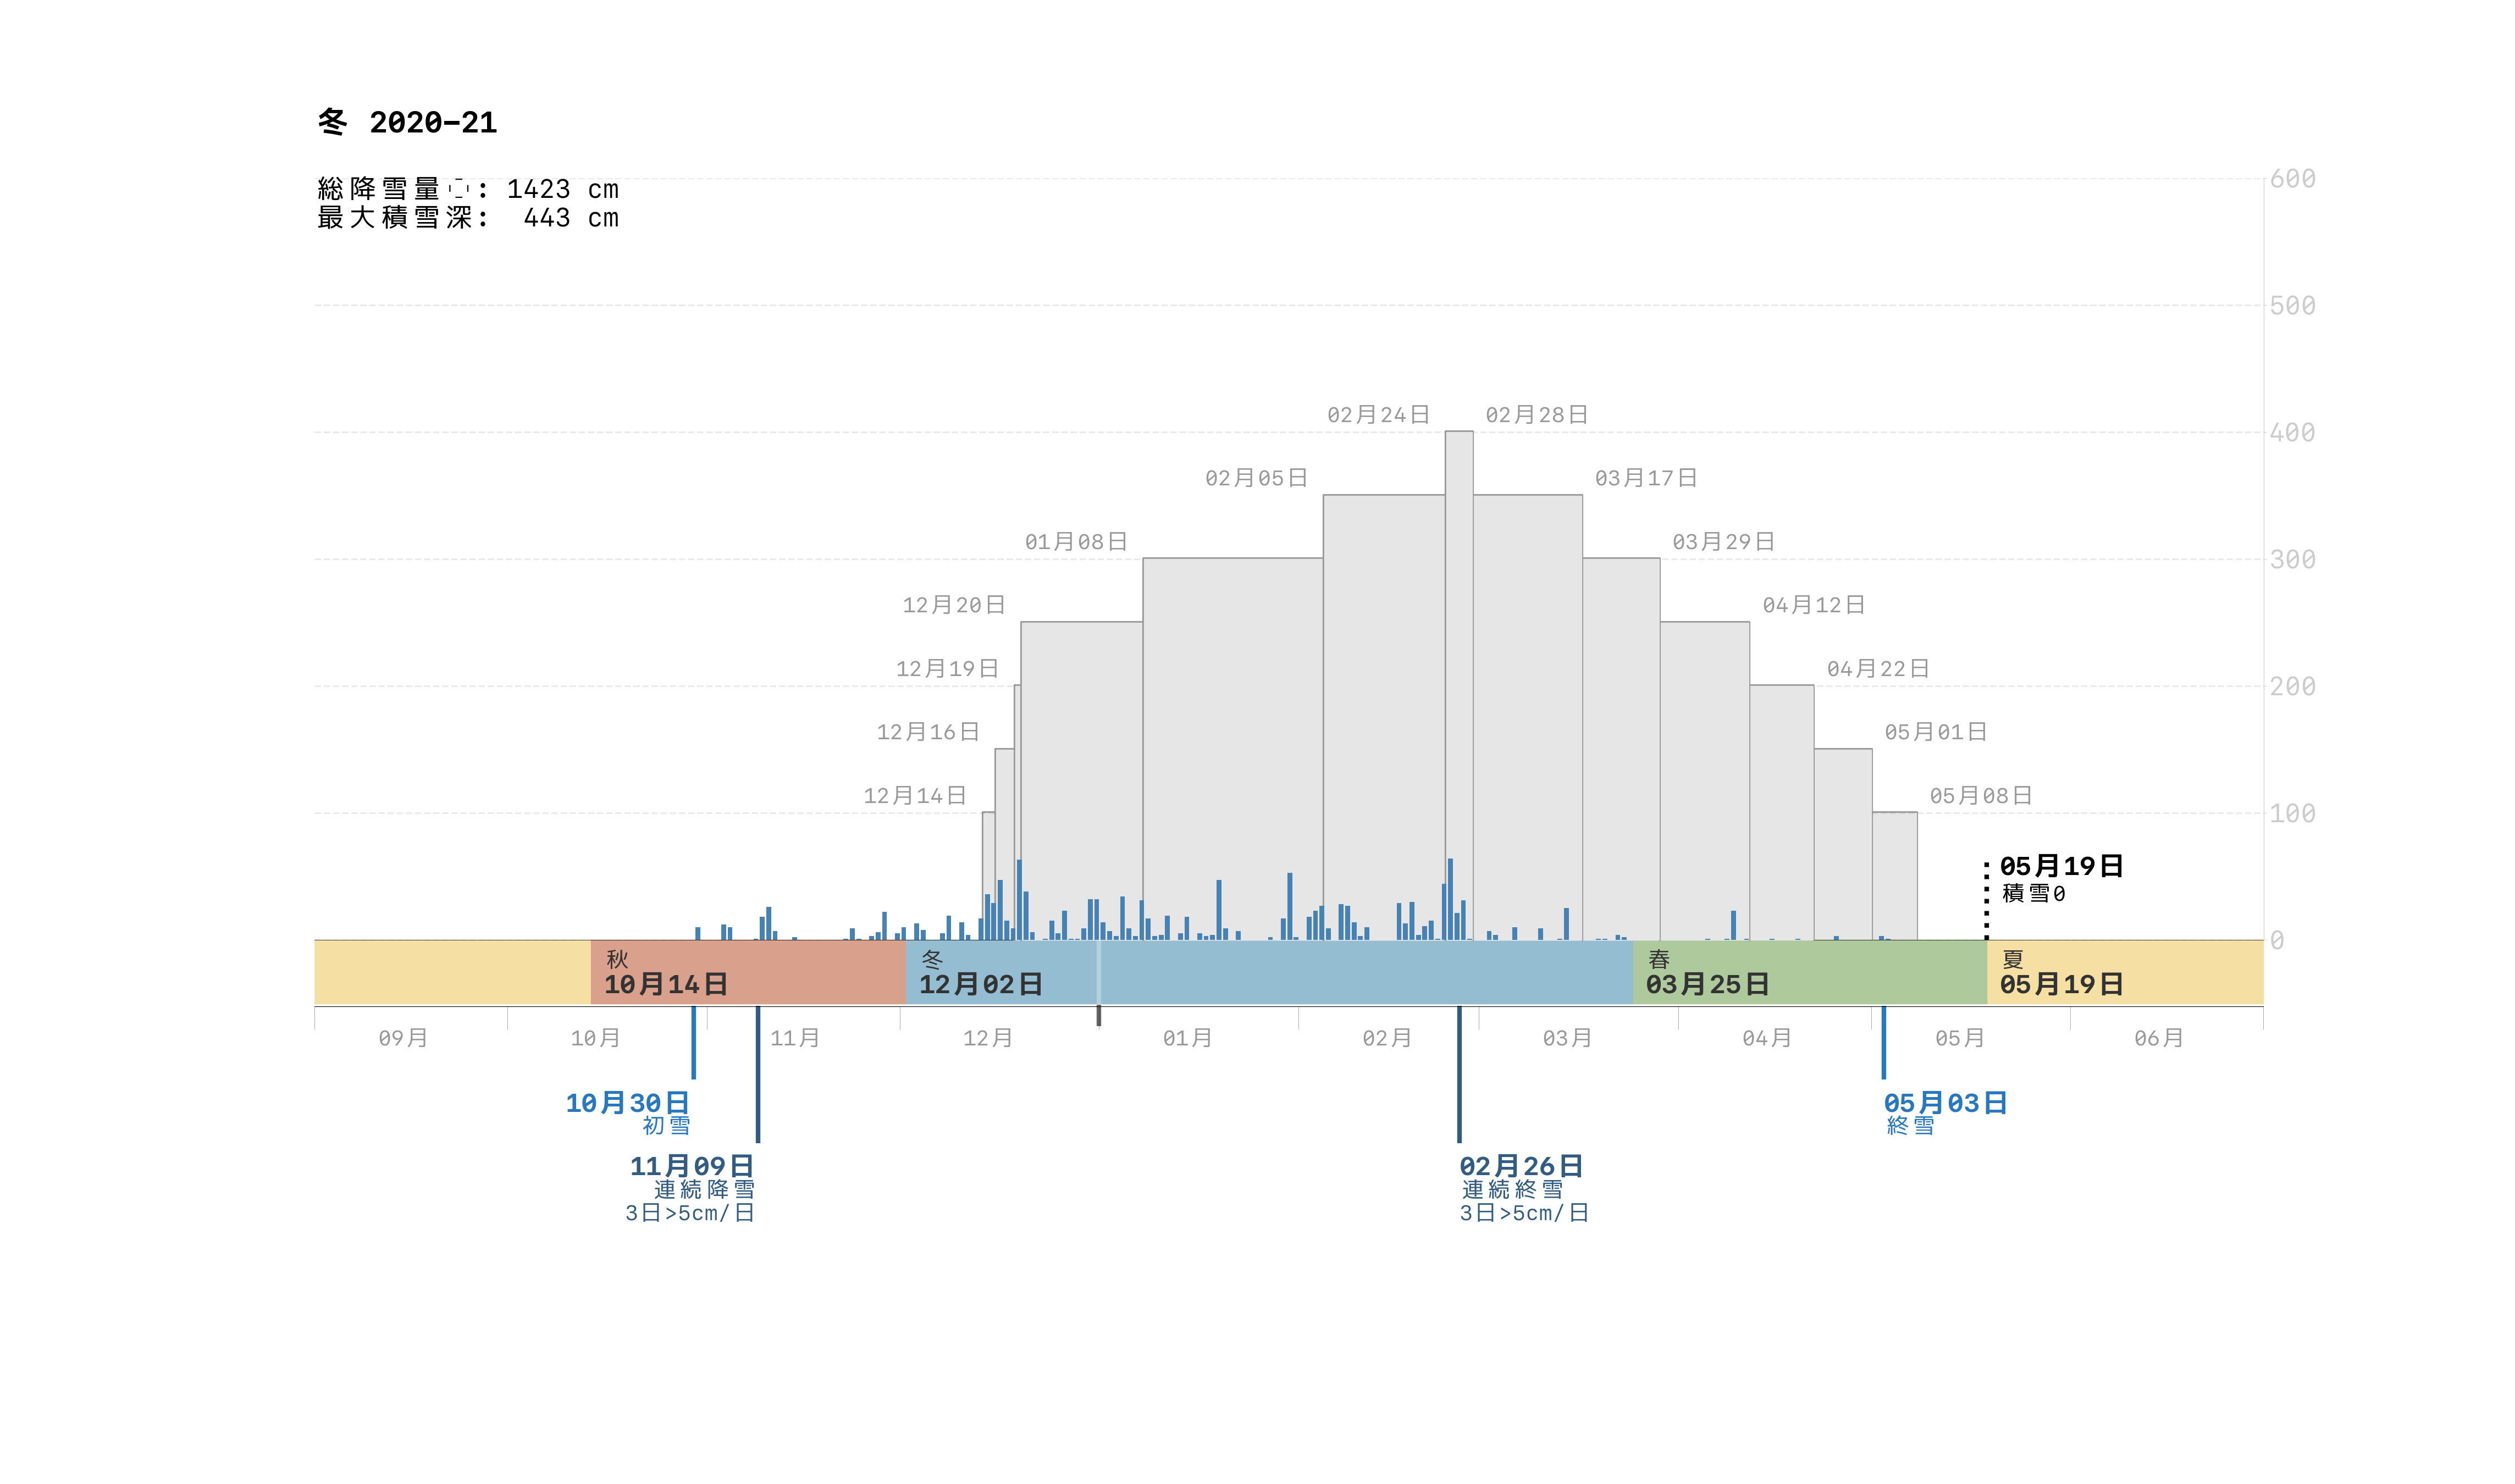 冬 2020-21
総降雪量 : 1423 cm
最大積雪深: 443 cm
600
500
400
300
200
100
0
02月24日
02月28日
02月05日
03月17日
01月08日
03月29日
12月20日
04月12日
12月19日
04月22日
12月16日
05月01日
12月14日
05月08日
05月19日
積雪0
秋
10月14日
冬
12月02日
春
03月25日
夏
05月19日
09月
10月
11月
12月
01月
02月
03月
04月
05月
06月
10月30日
初雪
05月03日
終雪
11月09日
連続降雪
3日>5cm/日
02月26日
連続終雪
3日>5cm/日